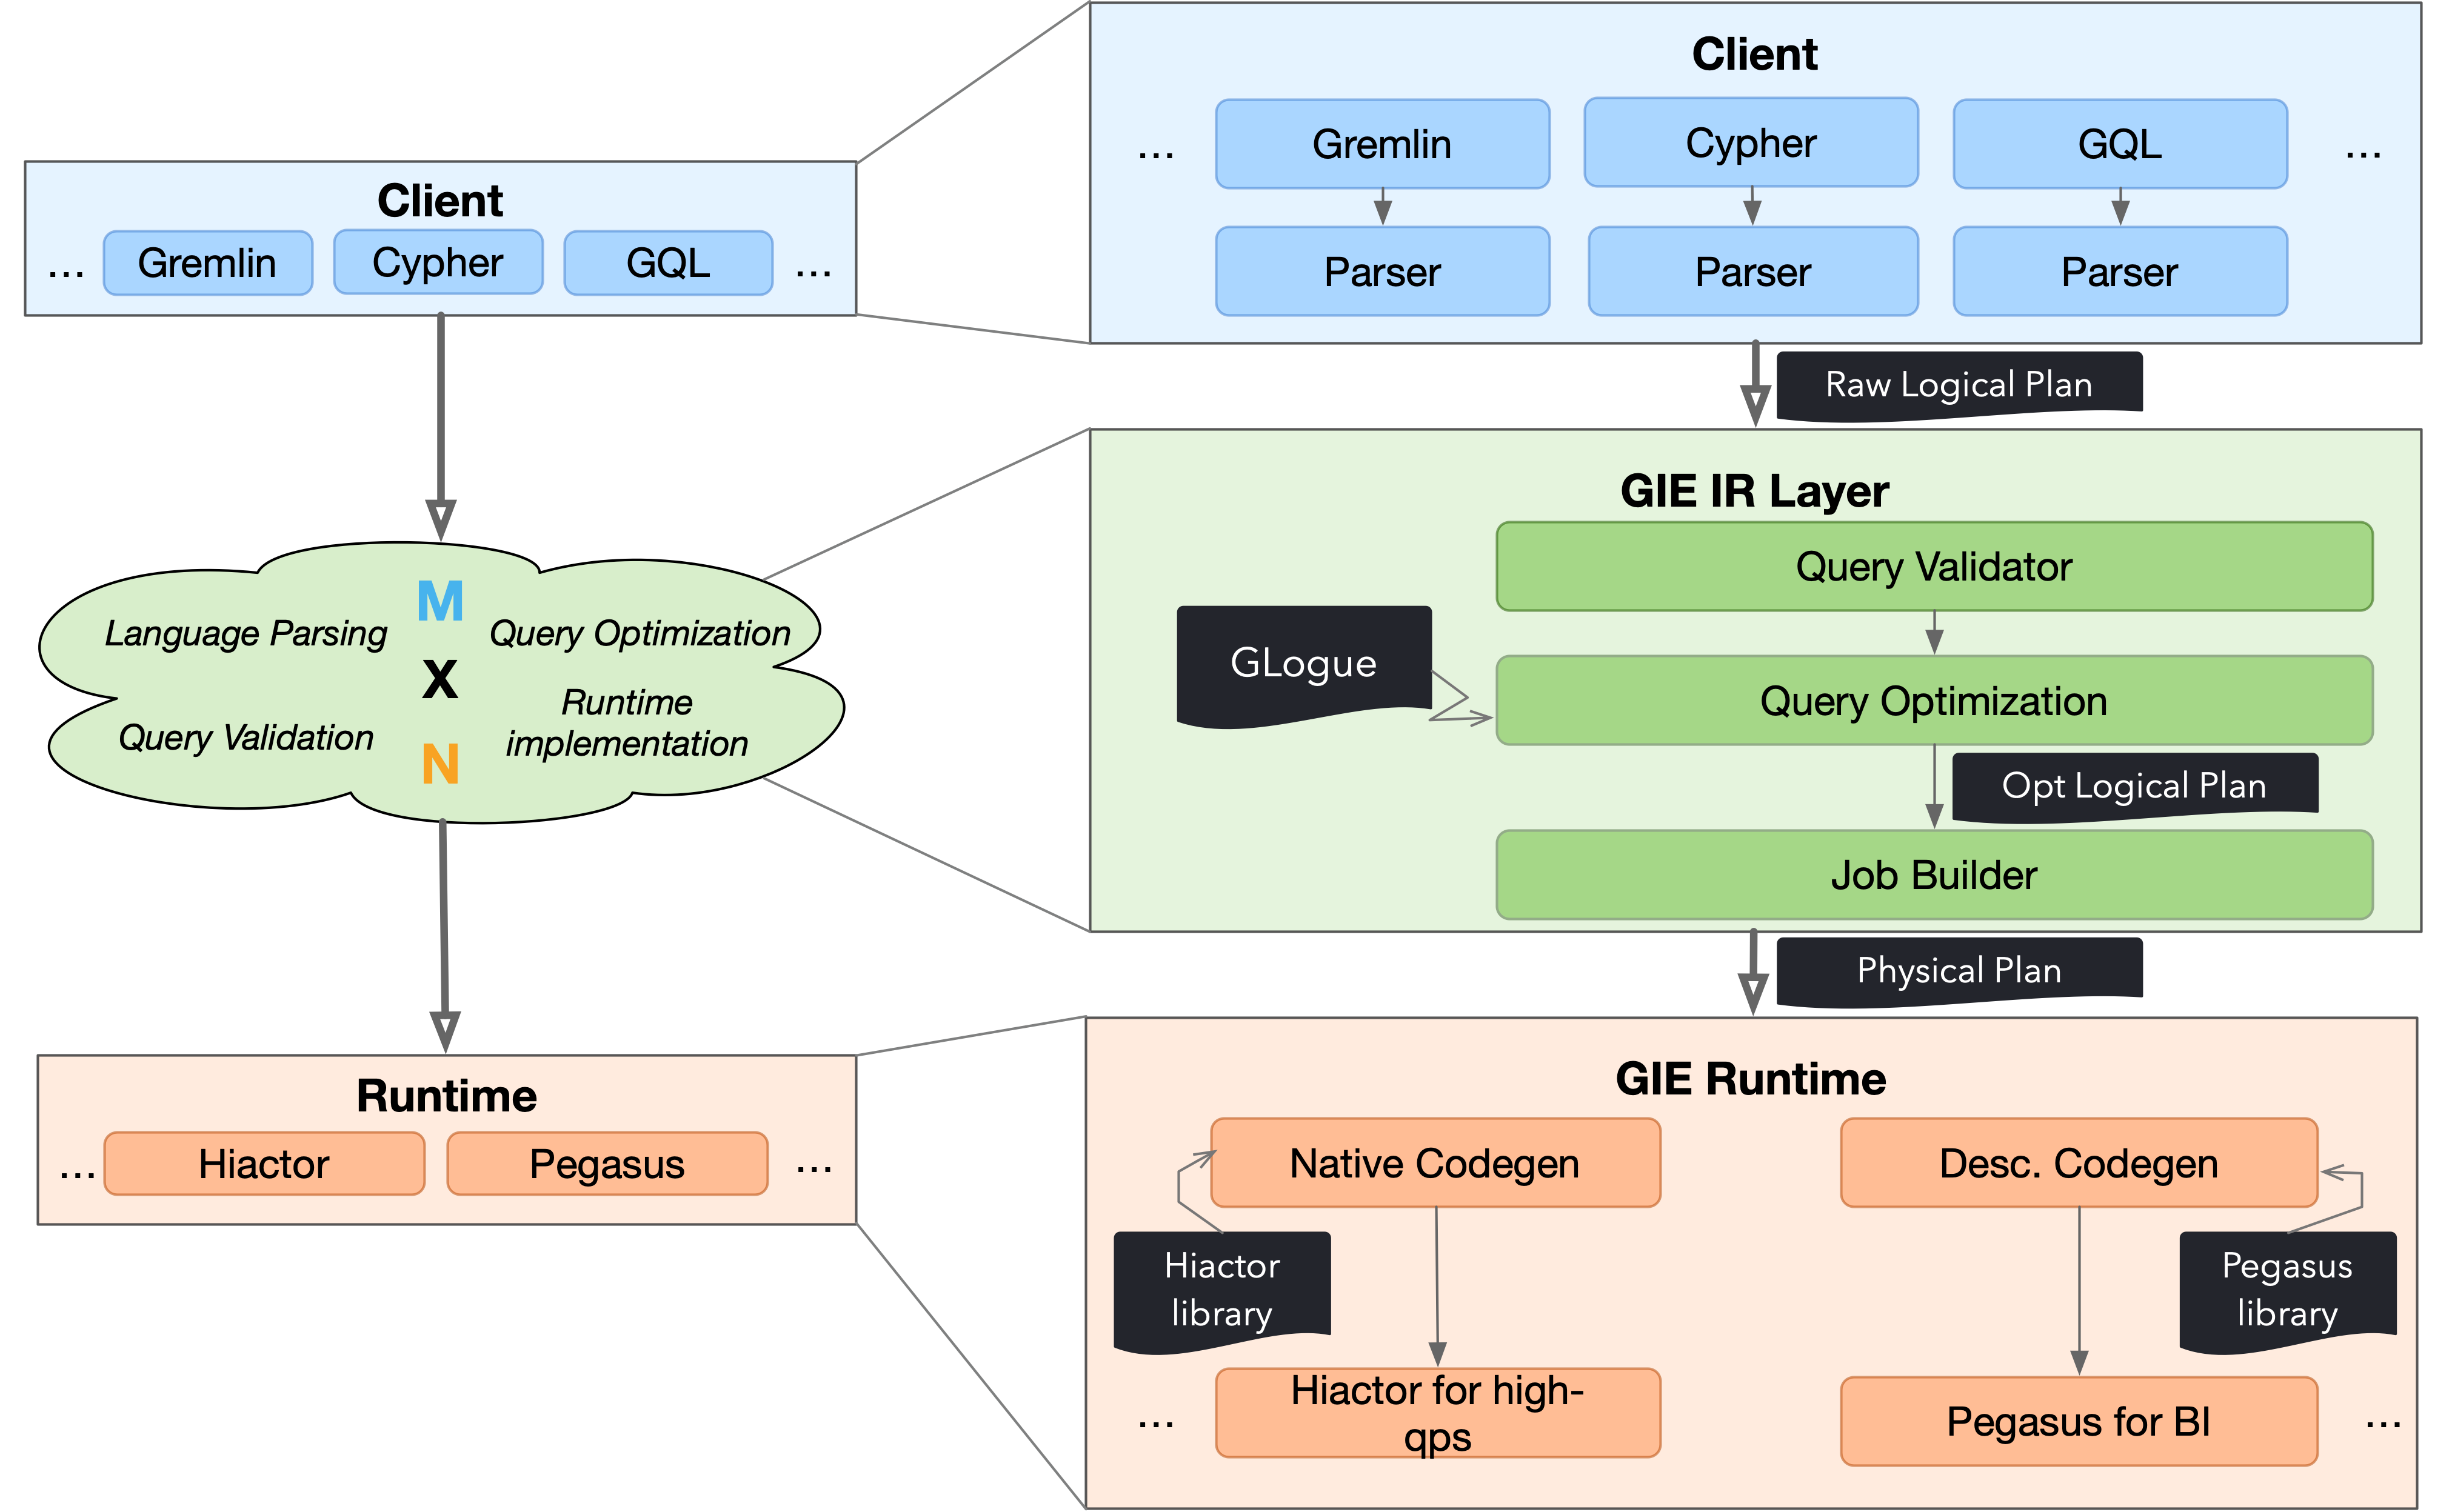 Client
... Gremlin Cypher GQL ...
Language Parsing
M
Query Optimization
X
Query Validation
N
Runtime
implementation
Runtime
... Hiactor Pegasus ...
Client
... Gremlin Cypher GQL ...
Parser Parser Parser
Raw Logical Plan
GIE IR Layer
Query Validator
GLogue
Query Optimization
Opt Logical Plan
Job Builder
Physical Plan
GIE Runtime
Native Codegen
Desc. Codegen
Hiactor
library
Pegasus
library
...
Hiactor for high-
qps
Pegasus for BI
...